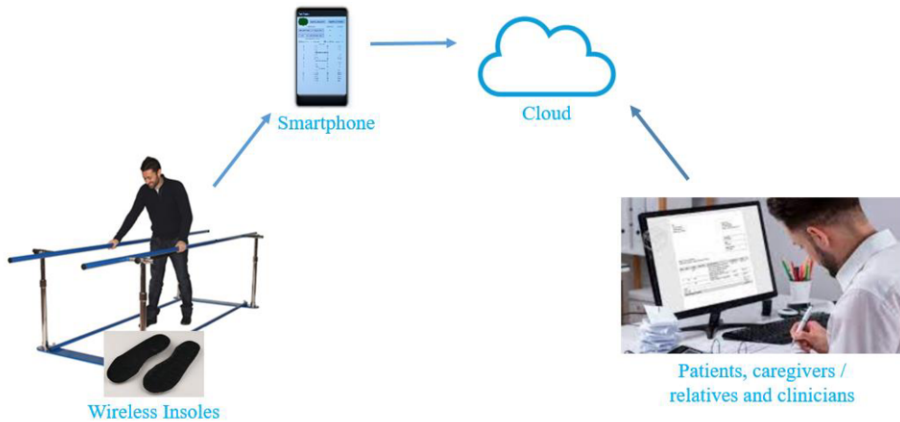 Smartphone
Cloud
Wireless Insoles
Patients, caregivers /
relatives and clinicians